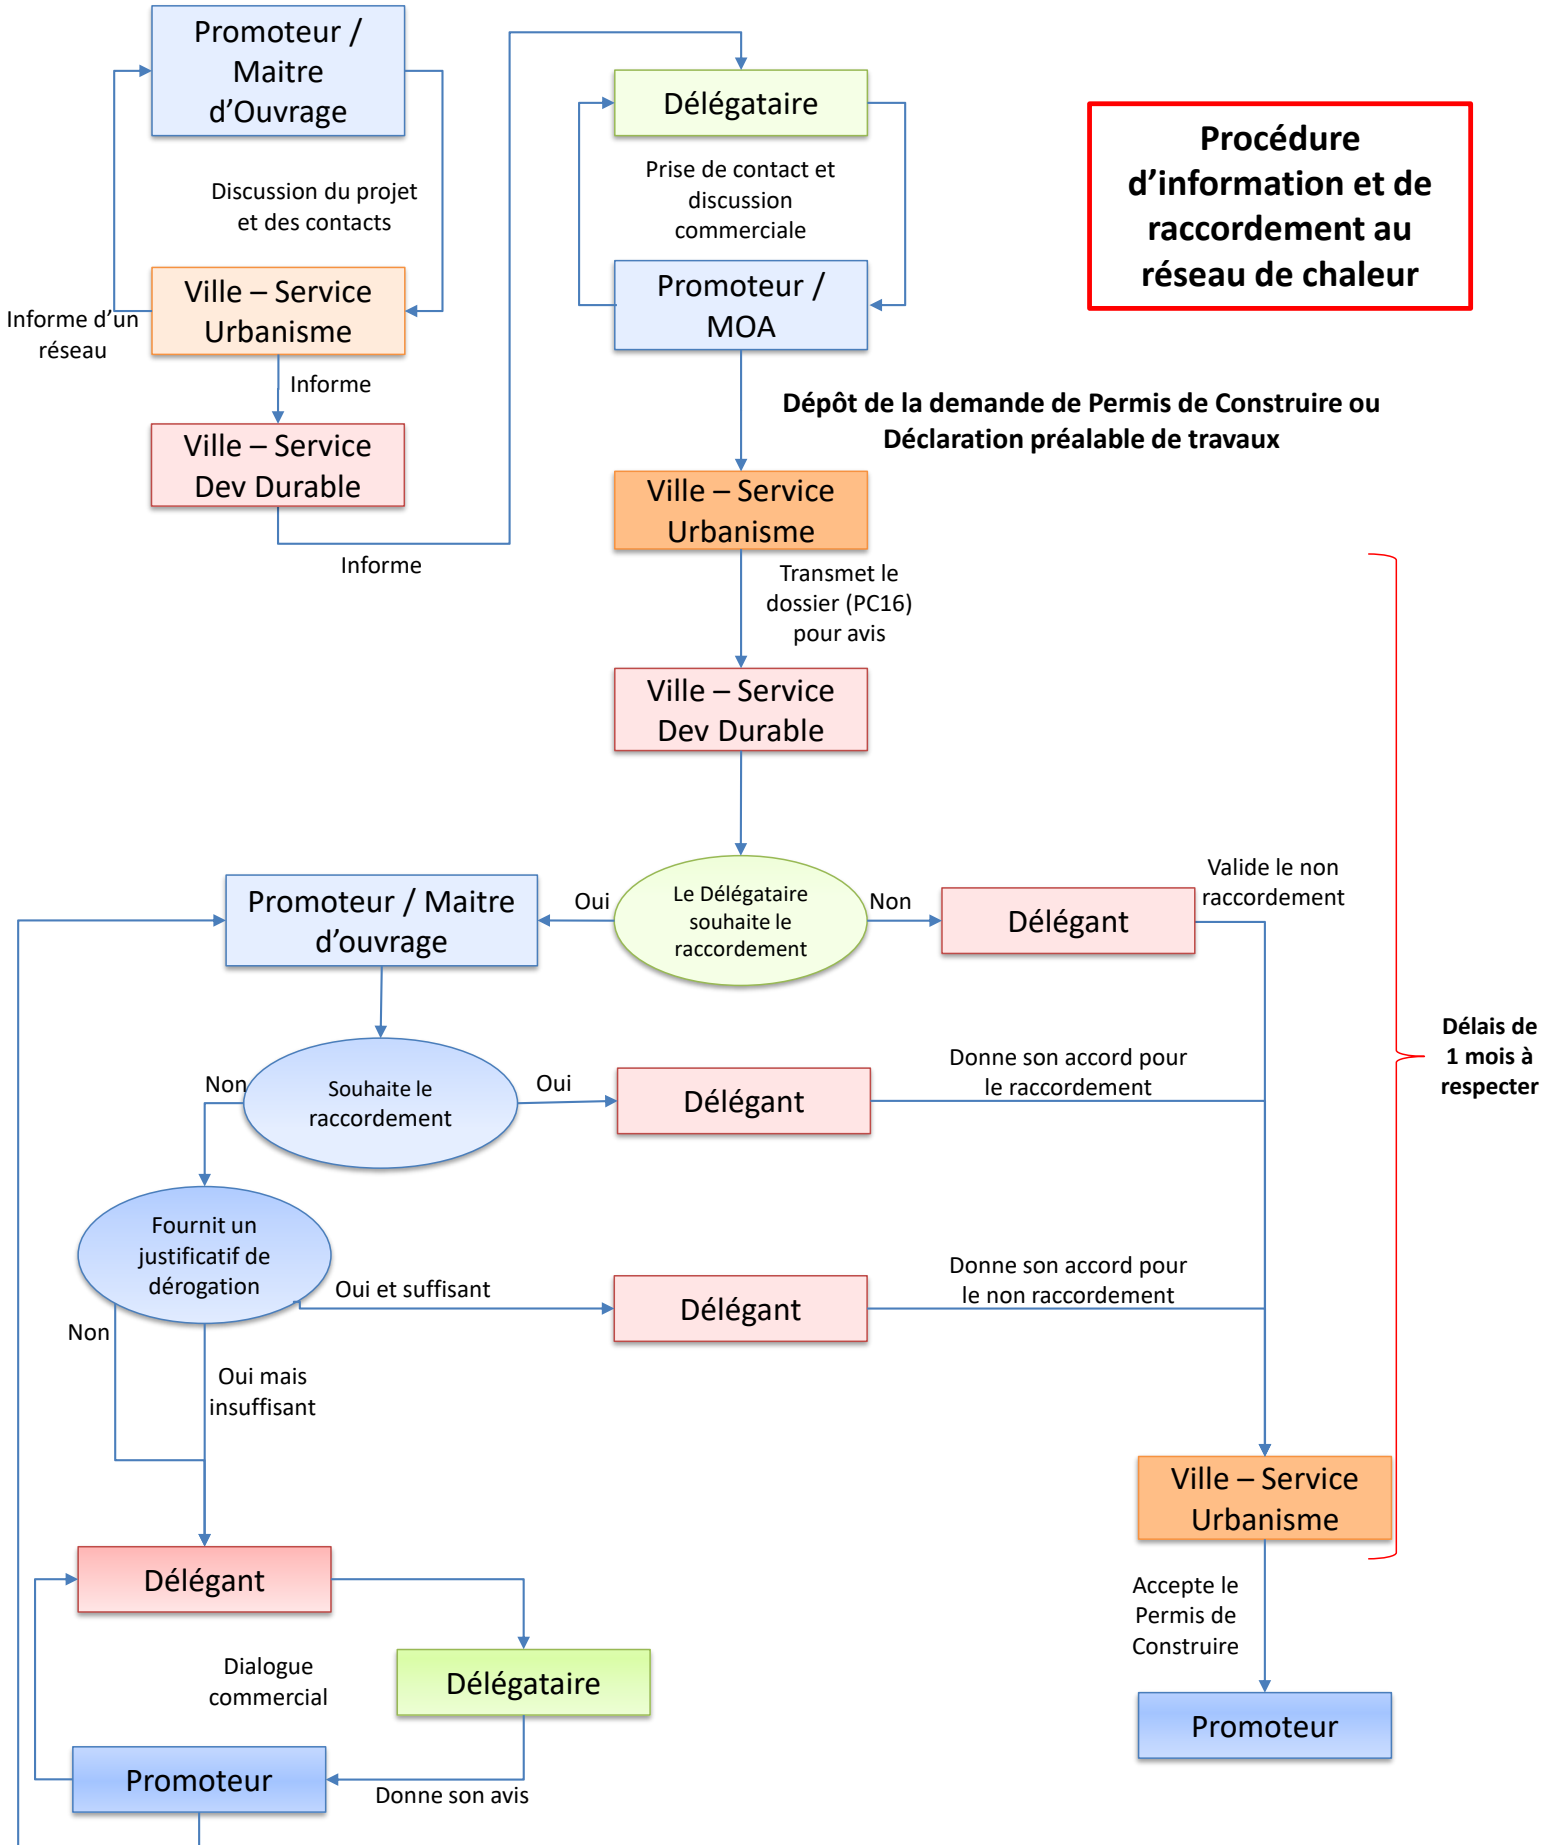 Promoteur /
Maitre
d’Ouvrage
Discussion du projet
et des contacts
Ville – Service
Urbanisme
Informe d’un
réseau
Informe
Ville – Service
Dev Durable
Informe
Délégataire
Prise de contact et
discussion
commerciale
Promoteur /
MOA
Procédure
d’information et de
raccordement au
réseau de chaleur
Dépôt de la demande de Permis de Construire ou
Déclaration préalable de travaux
Ville – Service
Urbanisme
Transmet le
dossier (PC16)
pour avis
Ville – Service
Dev Durable
Le Délégataire
souhaite le
raccordement
Oui
Non
Promoteur / Maitre
d'ouvrage
Délégant
Valide le non
raccordement
Souhaite le
raccordement
Non
Oui
Délégant
Donne son accord pour
le raccordement
Délais de
1 mois à
respecter
Fournit un
justificatif de
dérogation
Oui et suffisant
Délégant
Donne son accord pour
le non raccordement
Non
Oui mais
insuffisant
Ville – Service
Urbanisme
Délégant
Accepte le
Permis de
Construire
Dialogue
commercial
Délégataire
Promoteur
Promoteur
Donne son avis